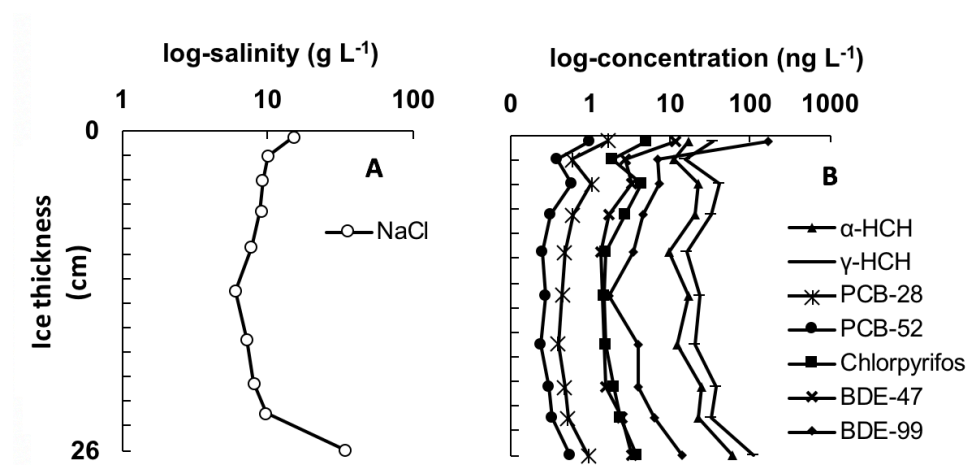 log-salinity (g L-1)
1 10 100
0
A
NaCl
Ice thickness
(cm)
26
log-concentration (ng L-1)
0 1 10 100 1000
B
α-HCH
γ-HCH
PCB-28
PCB-52
Chlorpyrifos
BDE-47
BDE-99